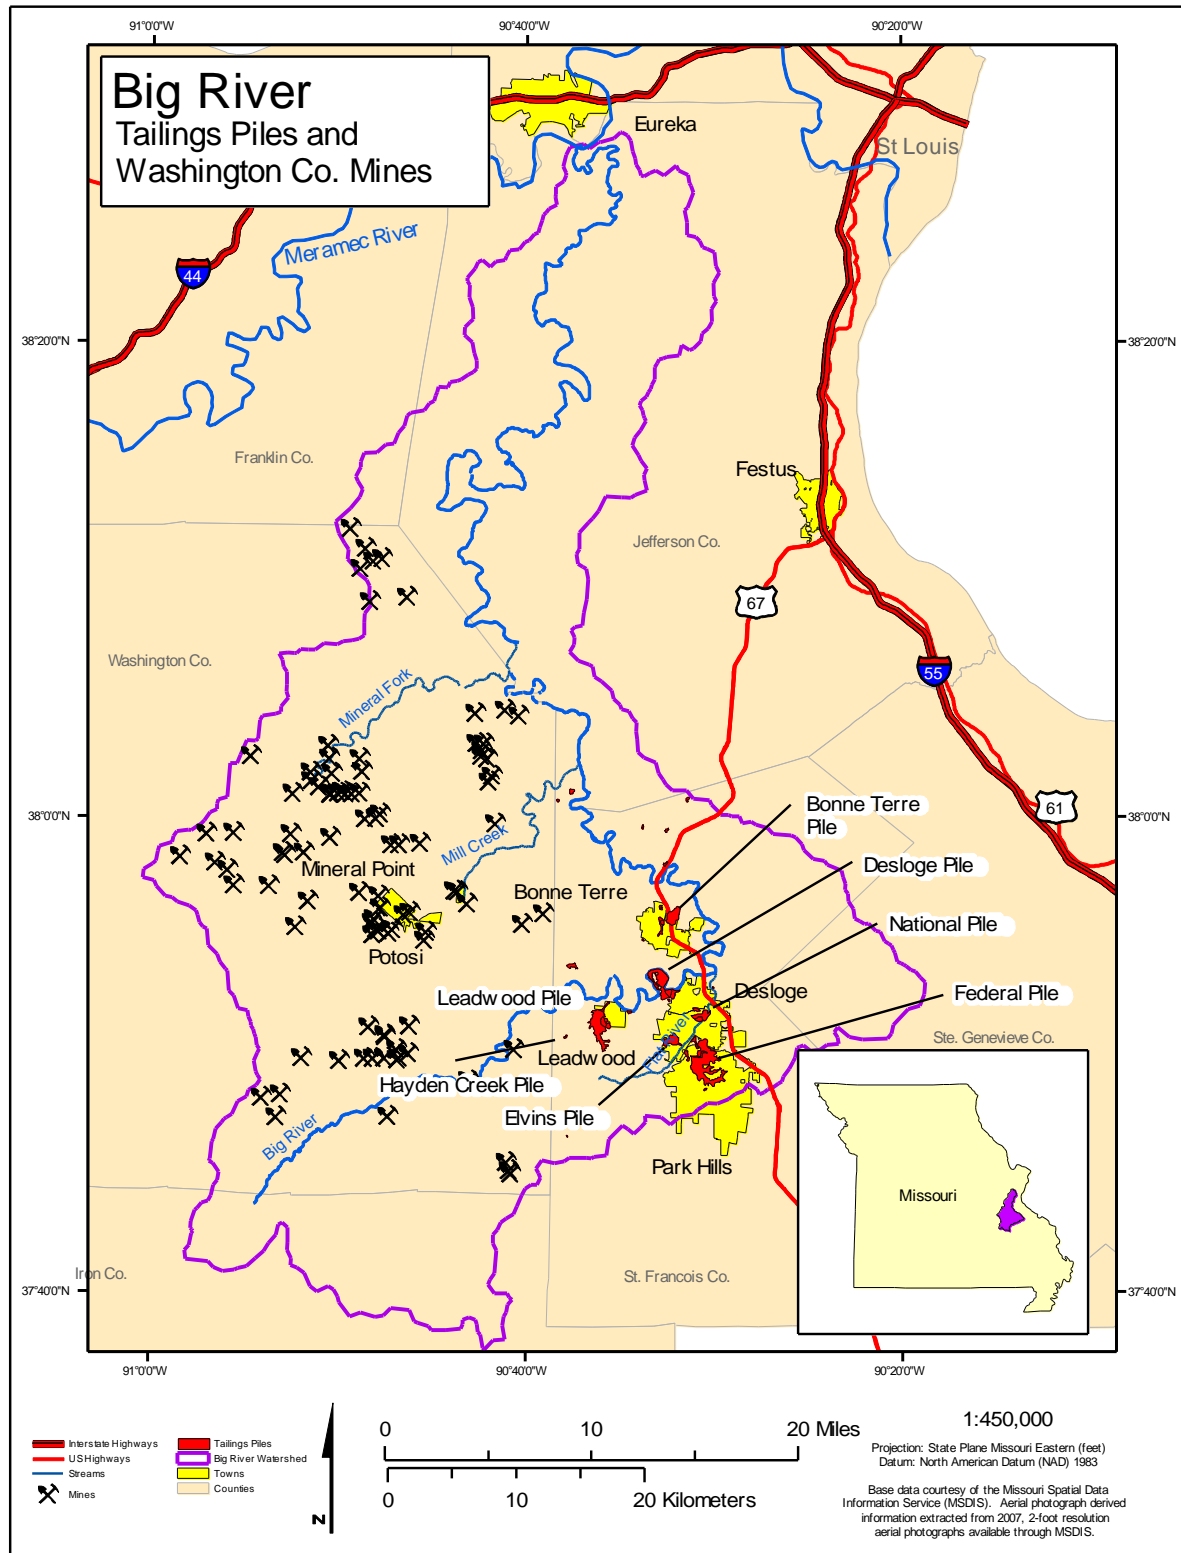 91°0'0"W
90°40'0"W
90°20'0"W
Big River
Tailings Piles and
Washington Co. Mines
Eureka
St Louis
Meramec River
44
38°20'0"N
38°20'0"N
Franklin Co.
Festus
Jefferson Co.
67
Washington Co.
55
Mineral Fork
61
38°0'0"N
38°0'0"N
Bonne Terre
Pile
Mill Creek
Mineral Point
Desloge Pile
Bonne Terre
National Pile
Potosi
Desloge
Leadwood Pile
Federal Pile
Flat River
Ste. Genevieve Co.
Leadwood
Hayden Creek Pile
Elvins Pile
Big River
Park Hills
Missouri
Iron Co.
St. Francois Co.
37°40'0"N
37°40'0"N
91°0'0"W
90°40'0"W
90°20'0"W
Interstate Highways
US Highways
Streams
Mines
Tailings Piles
Big River Watershed
Towns
Counties
N
0 10 20 Miles
0 10 20 Kilometers
1:450,000
Projection: State Plane Missouri Eastern (feet)
Datum: North American Datum (NAD) 1983
Base data courtesy of the Missouri Spatial Data
Information Service (MSDIS). Aerial photograph derived
information extracted from 2007, 2-foot resolution
aerial photographs available through MSDIS.